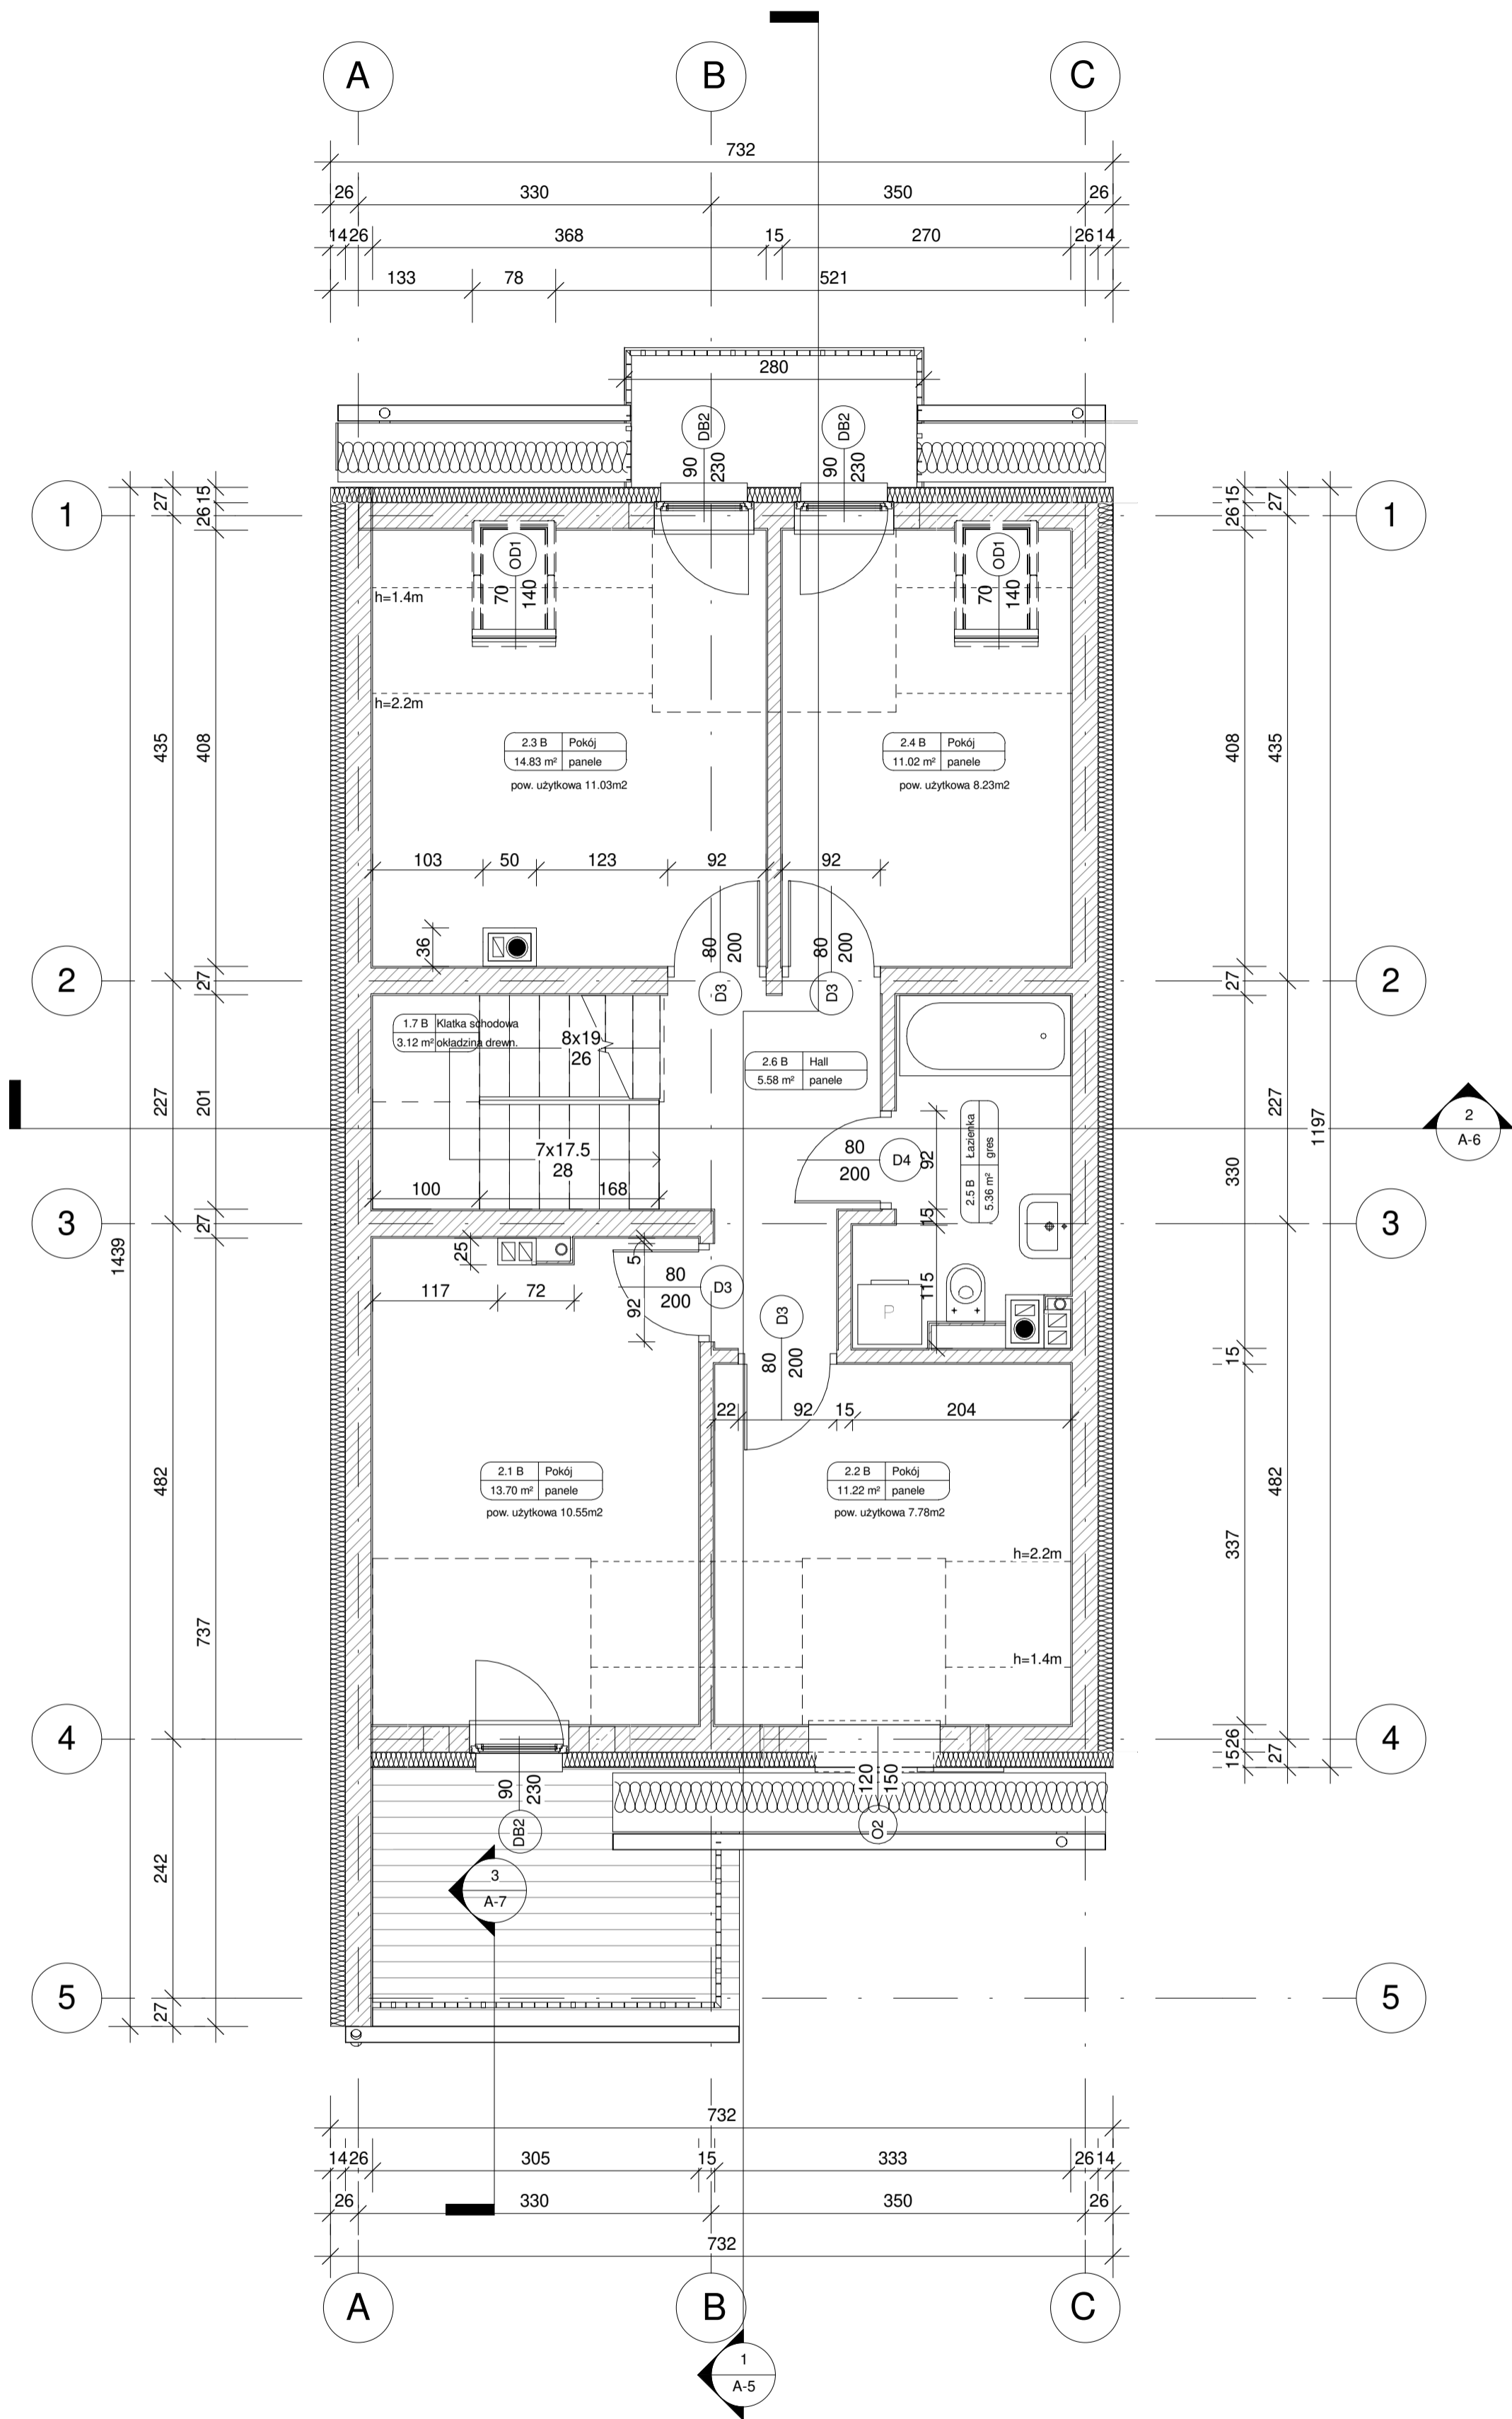 A B C
732
26 330 350 26
14 26 368 15 270 26 14
133 78 521
280
DB2 DB2
90 230 90 230
1 1
27 15 26 15 26 27
OD1 OD1
70 140 70 140
h=1.4m
h=2.2m
435 408 408 435
2.3 B Pokój
14.83 m² panele
pow. użytkowa 11.03m2
2.4 B Pokój
11.02 m² panele
pow. użytkowa 8.23m2
103 50 123 92 92
36
80 200 80 200
D3 D3
2 2
27 27
1.7 B Klatka schodowa
3.12 m² okładzina drewn.
8x19
26
2.6 B Hall
5.58 m² panele
227 201 227 1197
2
A-6
7x17.5
28
80
200
D4
92
2.5 B Łazienka
5.36 m² gres
330
100 168
15
3 3
27
1439
25
5
80
200
D3
92
D3
115
P
117 72
80 200
15
22 92 15 204
482 482
2.1 B Pokój
13.70 m² panele
pow. użytkowa 10.55m2
2.2 B Pokój
11.22 m² panele
pow. użytkowa 7.78m2
h=2.2m
337
737
h=1.4m
4 4
26 15 27
90 230
DB2
120 150
O2
242
3
A-7
5 5
27
732
14 26 305 15 333 26 14
26 330 350 26
732
A B C
1
A-5